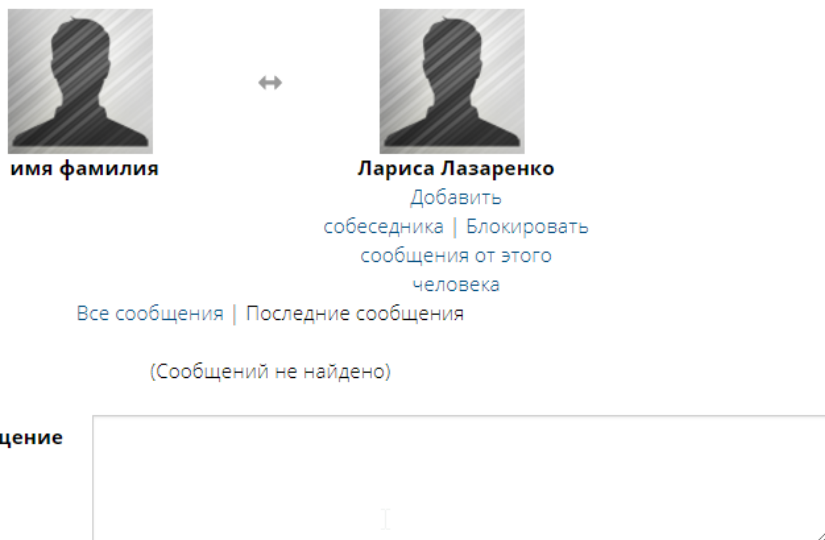 имя фамилия
Лариса Лазаренко
Добавить
собеседника | Блокировать
сообщения от этого
человека
Все сообщения | Последние сообщения
(Сообщений не найдено)
щение